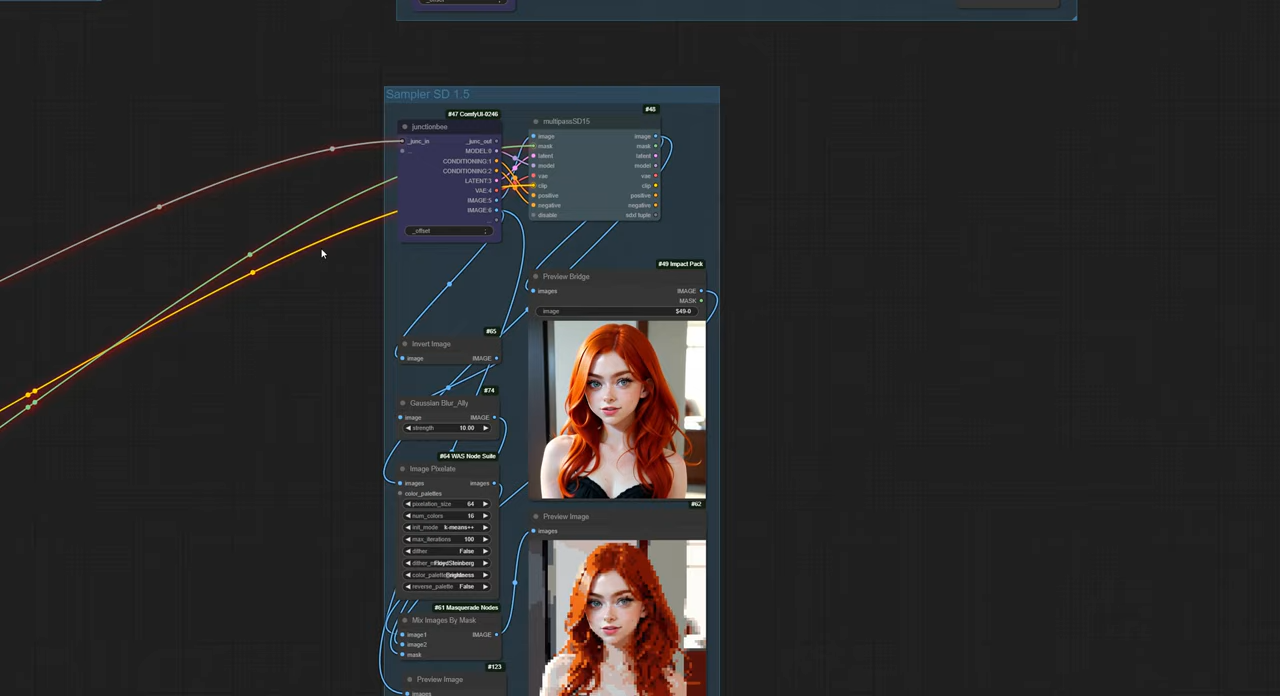 _offset
Sampler SD 1.5
#47 ComfyUI-0246
junctionbee
_junc_in
_junc_out
...
MODEL:0
CONDITIONING:1
CONDITIONING:2
LATENT:3
VAE:4
IMAGE:5
IMAGE:6
...
_offset
;
#48
multipassSD15
image
image
mask
mask
latent
latent
model
model
vae
vae
clip
clip
positive
positive
negative
negative
disable
sdxl tuple
#49 Impact Pack
Preview Bridge
images
IMAGE
MASK
image
$49-0
#65
Invert Image
image
IMAGE
#74
Gaussian Blur_Ally
image
IMAGE
strength
10.00
#64 WAS Node Suite
Image Pixelate
images
images
color_palettes
pixelation_size
64
num_colors
16
init_mode
k-means++
max_iterations
100
dither
False
reverse_palette
False
#61 Masquerade Nodes
Mix Images By Mask
image1
IMAGE
image2
mask
#62
Preview Image
images
#123
Preview Image
images